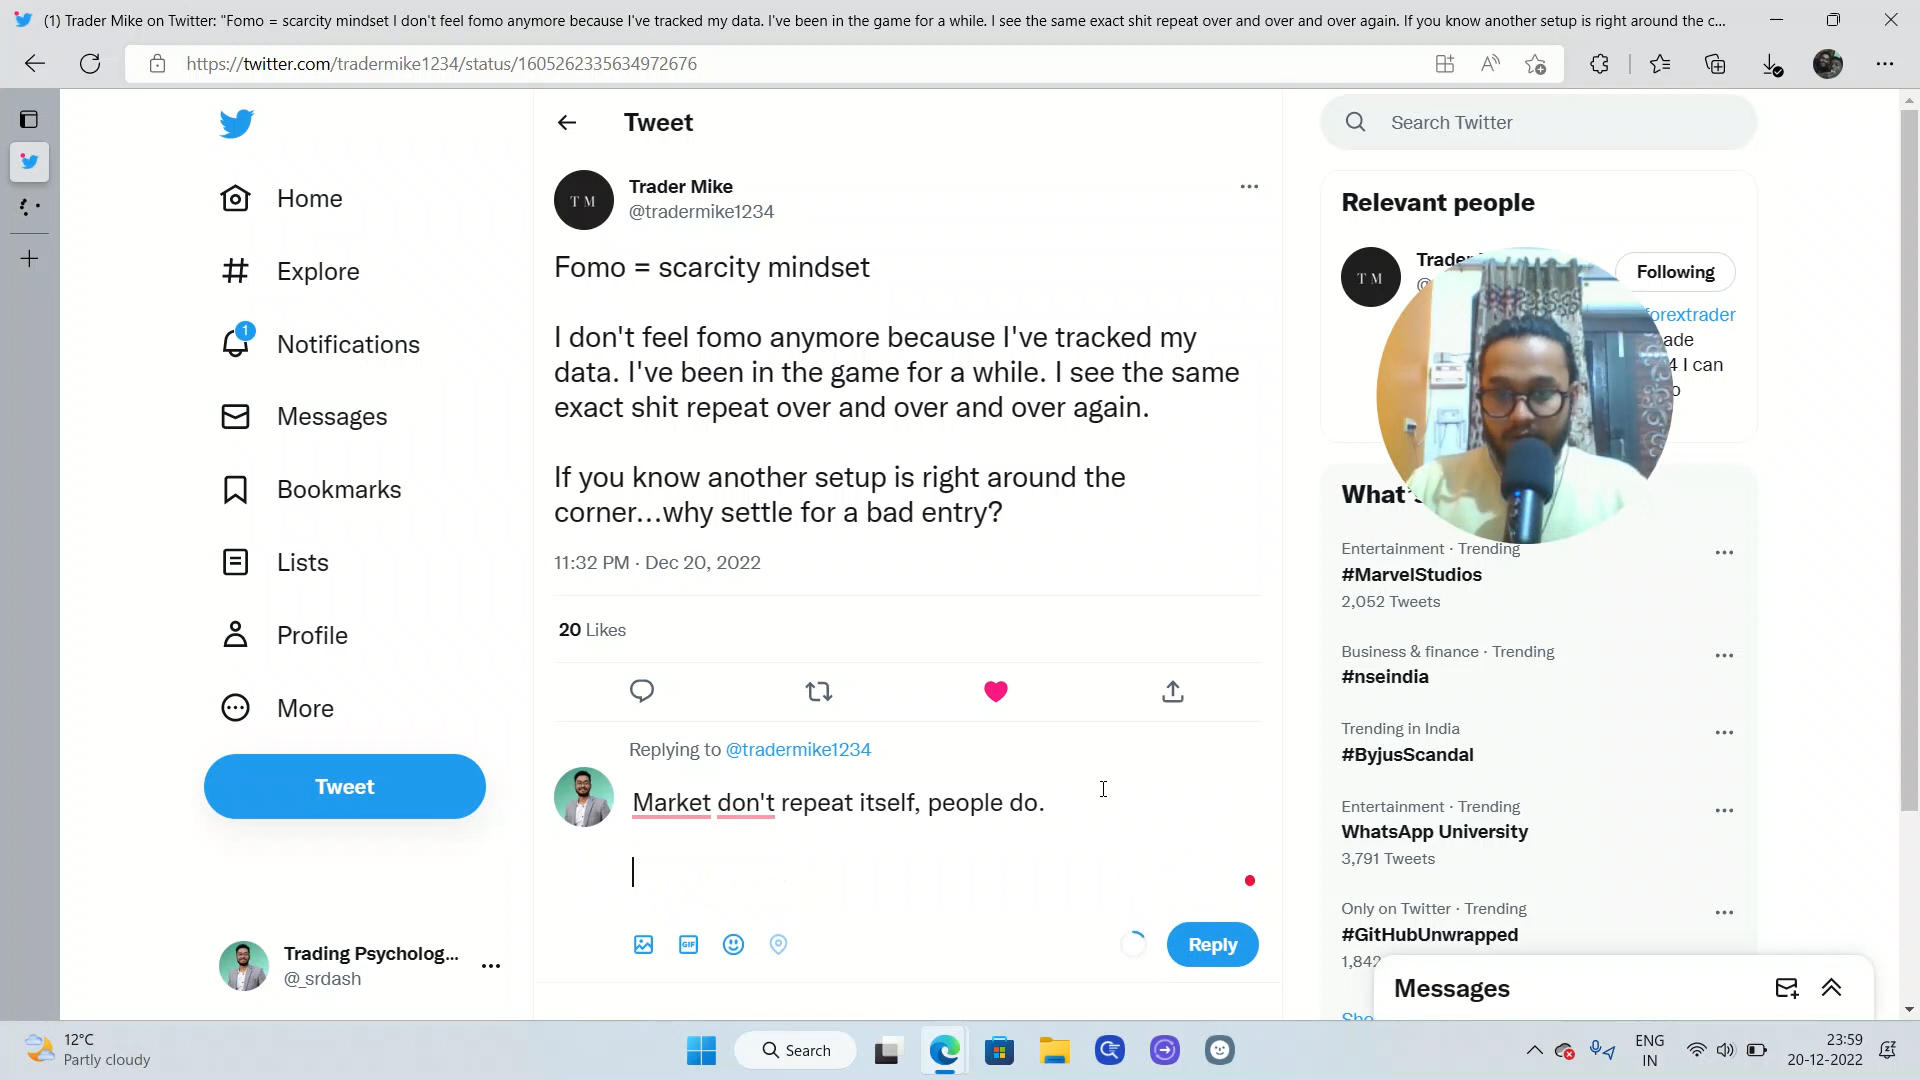 (1) Trader Mike on Twitter: "Fomo = scarcity mindset I don't feel fomo anymore because I've tracked my data. I've been in the game for a while. I see the same exact shit repeat over and over and over again. If you know another setup is right around the c...
https://twitter.com/tradermike1234/status/1605262335634972676
Home
Explore
1
Notifications
Messages
Bookmarks
Lists
Profile
More
Tweet
Trading Psycholog...
@_srdash
Tweet
T M
Trader Mike
@tradermike1234
Fomo = scarcity mindset
I don't feel fomo anymore because I've tracked my
data. I've been in the game for a while. I see the same
exact shit repeat over and over and over again.
If you know another setup is right around the
corner...why settle for a bad entry?
11:32 PM · Dec 20, 2022
20 Likes
Replying to @tradermike1234
Market don't repeat itself, people do.
GIF
Reply
Search Twitter
Relevant people
T M
Trader
Following
@
forextrader
ade
4 I can
o
What's
Entertainment · Trending
#MarvelStudios
2,052 Tweets
Business & finance · Trending
#nseindia
Trending in India
#ByjusScandal
Entertainment · Trending
WhatsApp University
3,791 Tweets
Only on Twitter · Trending
#GitHubUnwrapped
1,842
Sho
Messages
12°C
Partly cloudy
Search
ENG
IN
23:59
20-12-2022